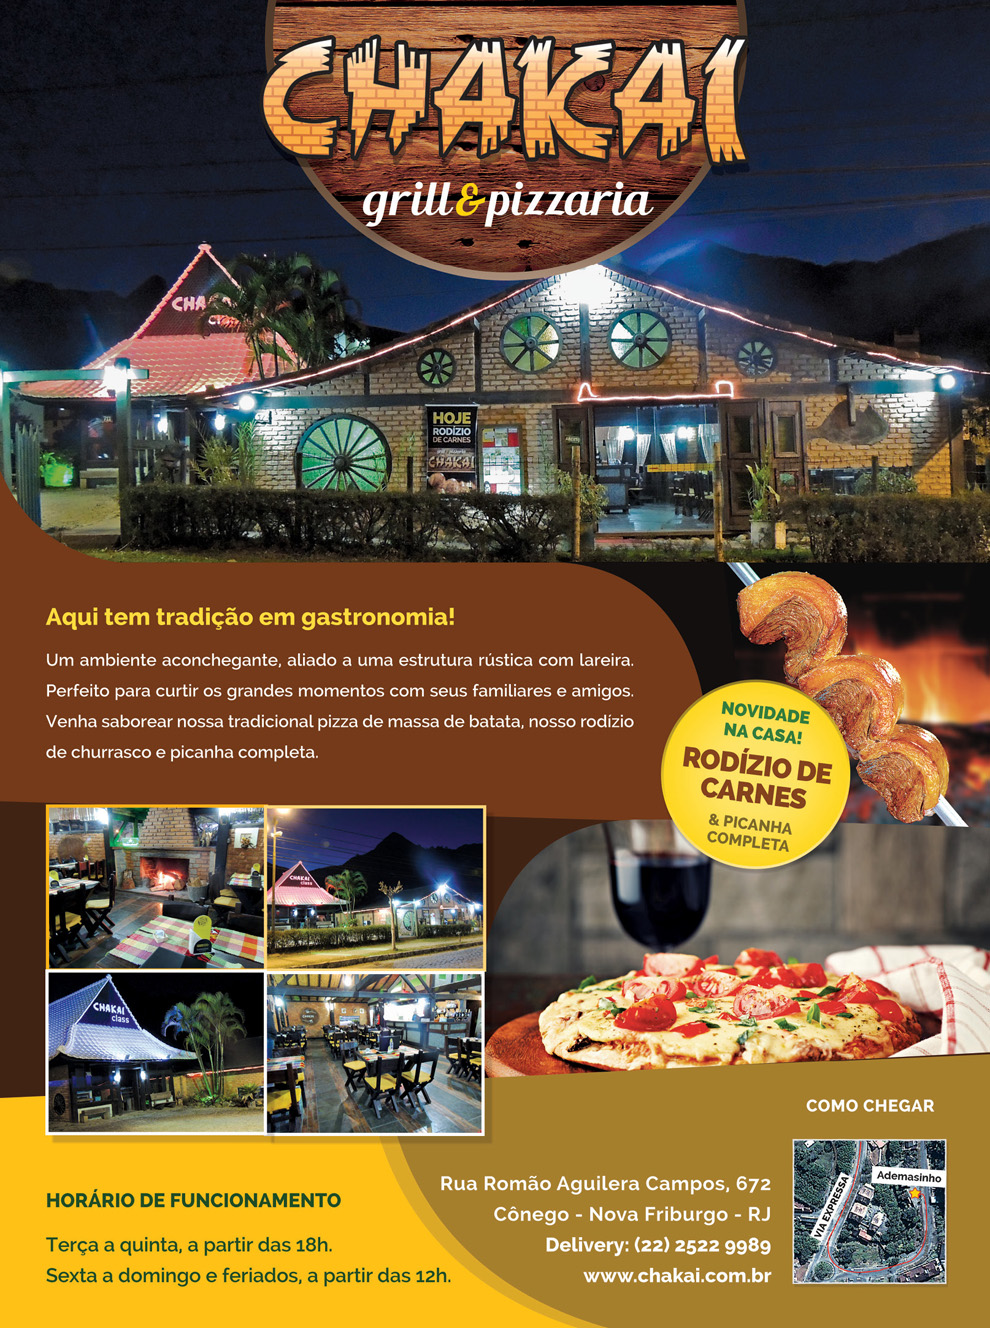 CHAKAI
grill&pizzaria
CHAKAI
HOJE
RODÍZIO
DE CARNES
CHAKAI
Aqui tem tradição em gastronomia!
Um ambiente aconchegante, aliado a uma estrutura rústica com lareira.
Perfeito para curtir os grandes momentos com seus familiares e amigos.
Venha saborear nossa tradicional pizza de massa de batata, nosso rodízio
de churrasco e picanha completa.
NOVIDADE
NA CASA!
RODÍZIO DE
CARNES
& PICANHA
COMPLETA
CHAKAI
class
CHAKAI
class
COMO CHEGAR
Ademasinho
VIA EXPRESSA
Rua Romão Aguilera Campos, 672
Cônego - Nova Friburgo - RJ
Delivery: (22) 2522 9989
www.chakai.com.br
HORÁRIO DE FUNCIONAMENTO
Terça a quinta, a partir das 18h.
Sexta a domingo e feriados, a partir das 12h.